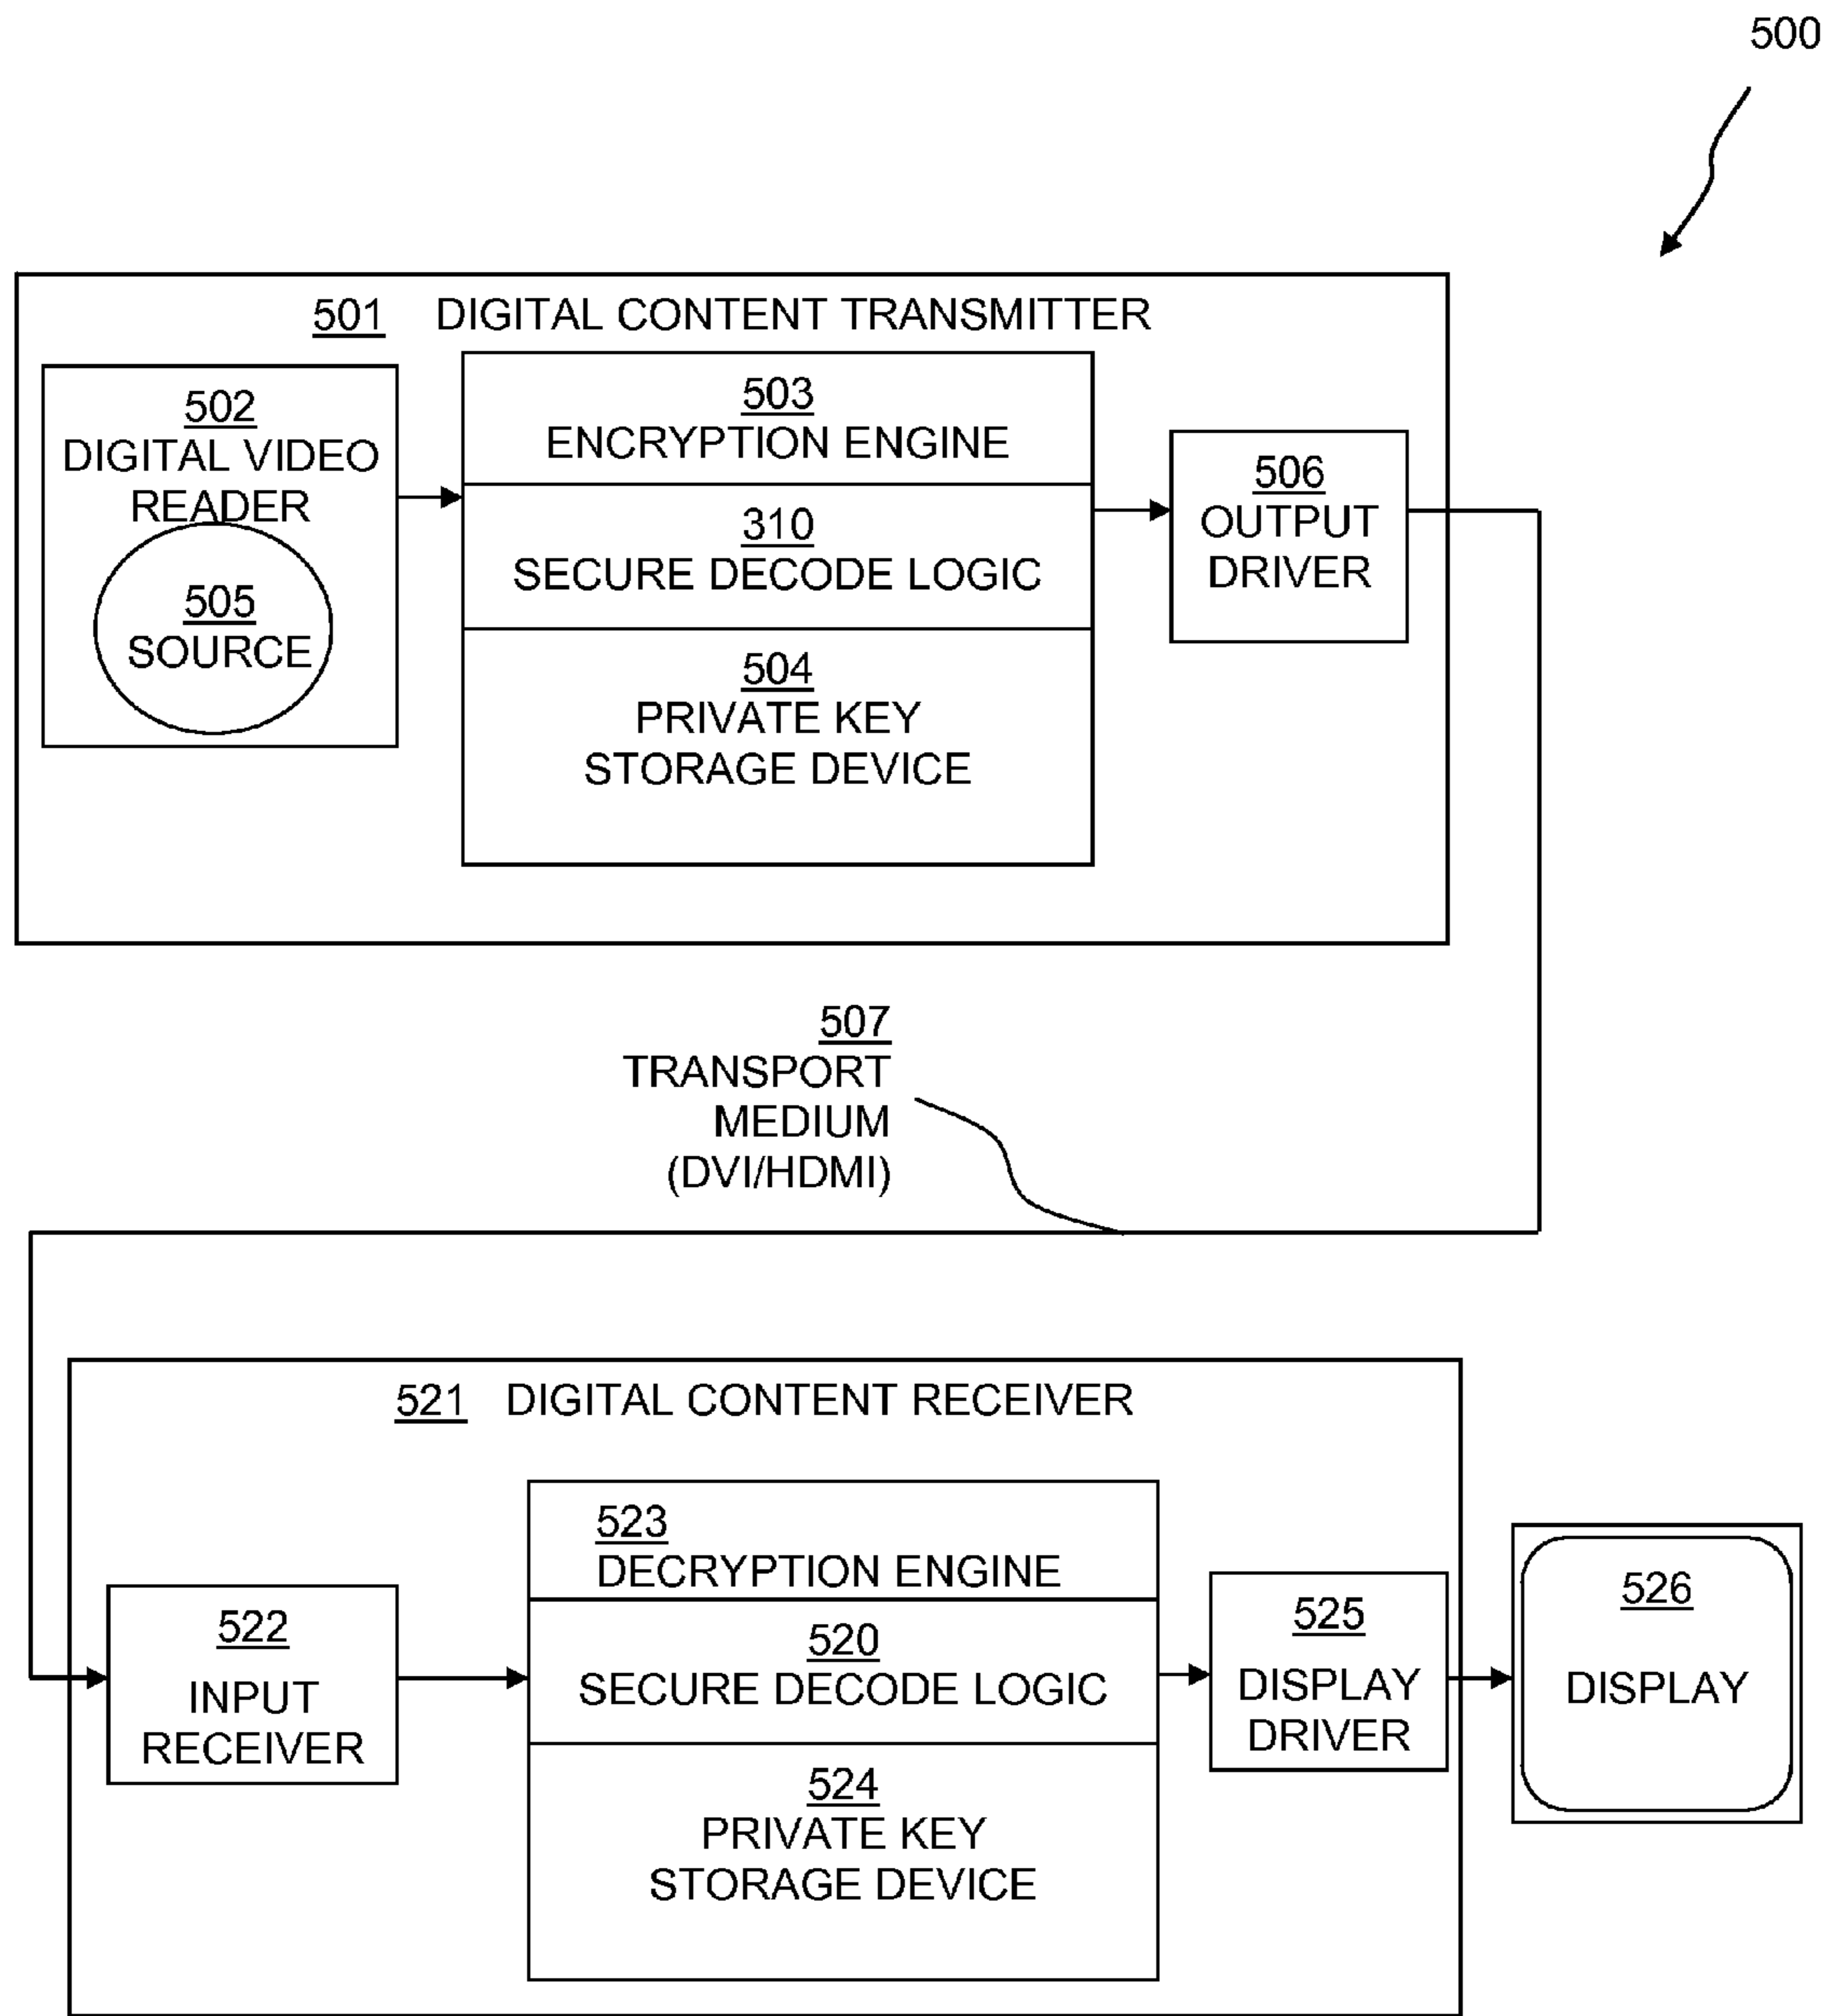 500
501 DIGITAL CONTENT TRANSMITTER
502
DIGITAL VIDEO
READER
505
SOURCE
503
ENCRYPTION ENGINE
310
SECURE DECODE LOGIC
504
PRIVATE KEY
STORAGE DEVICE
506
OUTPUT
DRIVER
507
TRANSPORT
MEDIUM
(DVI/HDMI)
521 DIGITAL CONTENT RECEIVER
522
INPUT
RECEIVER
523
DECRYPTION ENGINE
520
SECURE DECODE LOGIC
524
PRIVATE KEY
STORAGE DEVICE
525
DISPLAY
DRIVER
526
DISPLAY